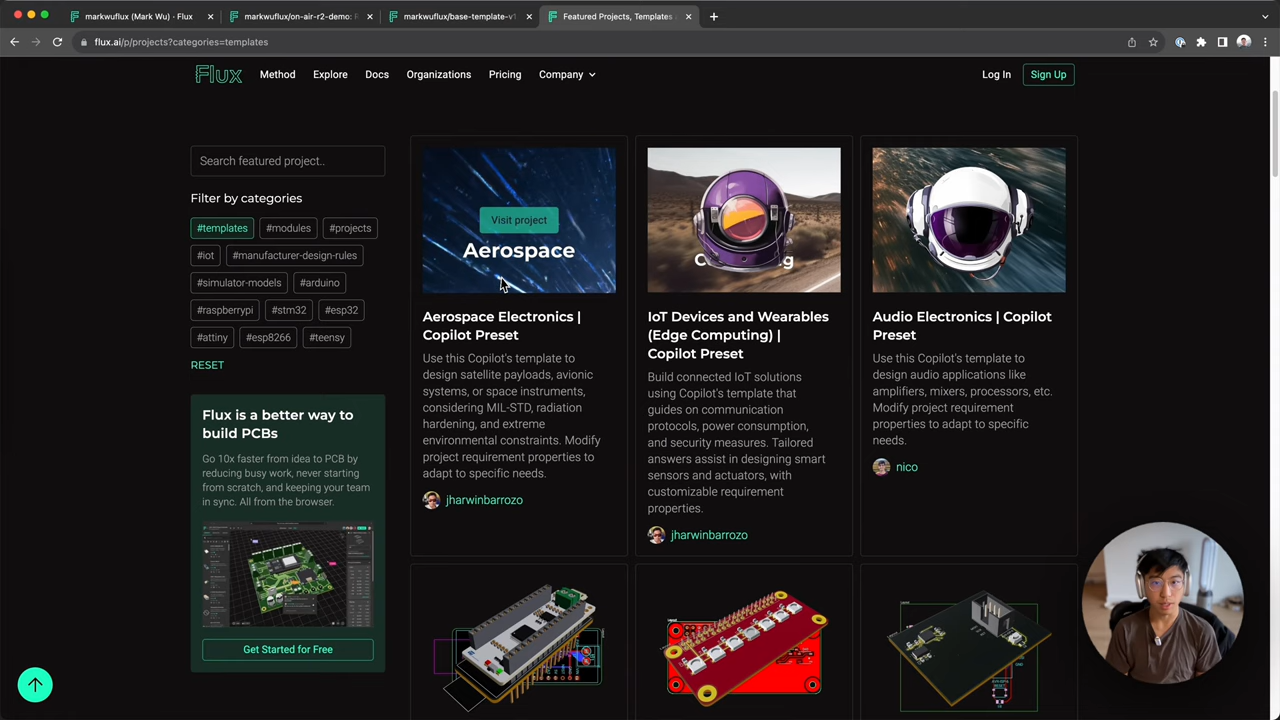 markwuflux (Mark Wu) · Flux
markwuflux/on-air-r2-demo: R
markwuflux/base-template-v1
Featured Projects, Templates
flux.ai/p/projects?categories=templates
Flux
Method
Explore
Docs
Organizations
Pricing
Company
Log In
Sign Up
Search featured project..
Filter by categories
#templates
#modules
#projects
#iot
#manufacturer-design-rules
#simulator-models
#arduino
#raspberrypi
#stm32
#esp32
#attiny
#esp8266
#teensy
RESET
Flux is a better way to
build PCBs
Go 10x faster from idea to PCB by
reducing busy work, never starting
from scratch, and keeping your team
in sync. All from the browser.
Get Started for Free
Visit project
Aerospace
Aerospace Electronics |
Copilot Preset
Use this Copilot's template to
design satellite payloads, avionic
systems, or space instruments,
considering MIL-STD, radiation
hardening, and extreme
environmental constraints. Modify
project requirement properties to
adapt to specific needs.
jharwinbarrozo
IoT Devices and Wearables
(Edge Computing) |
Copilot Preset
Build connected IoT solutions
using Copilot's template that
guides on communication
protocols, power consumption,
and security measures. Tailored
answers assist in designing smart
sensors and actuators, with
customizable requirement
properties.
jharwinbarrozo
Audio Electronics | Copilot
Preset
Use this Copilot's template to
design audio applications like
amplifiers, mixers, processors, etc.
Modify project requirement
properties to adapt to specific
needs.
nico